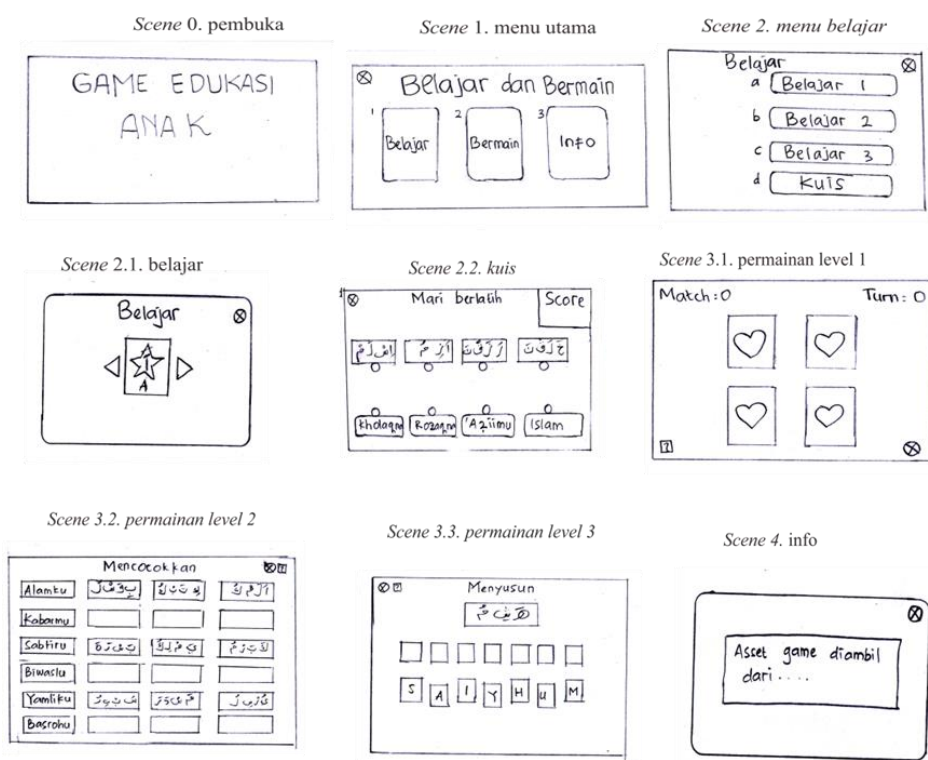 Scene 0. pembuka
GAME EDUKASI
ANAK
Scene 1. menu utama
Belajar dan Bermain
1 Belajar
2 Bermain
3 Info
Scene 2. menu belajar
Belajar
a Belajar 1
b Belajar 2
c Belajar 3
d Kuis
Scene 2.1. belajar
Belajar
A
1
A
Scene 2.2. kuis
Mari berlatih
Score
Rozaqna
'Aẓiimu
Islam
Scene 3.1. permainan level 1
Match: 0
Turn: 0
?
Scene 3.2. permainan level 2
Mencocokkan
Alamku
Kabarmu
Sabtiru
Biwaslu
Yamliku
Basrohu
Scene 3.3. permainan level 3
Menyusun
S A I Y H U M
Scene 4. info
Asset game diambil
dari ....